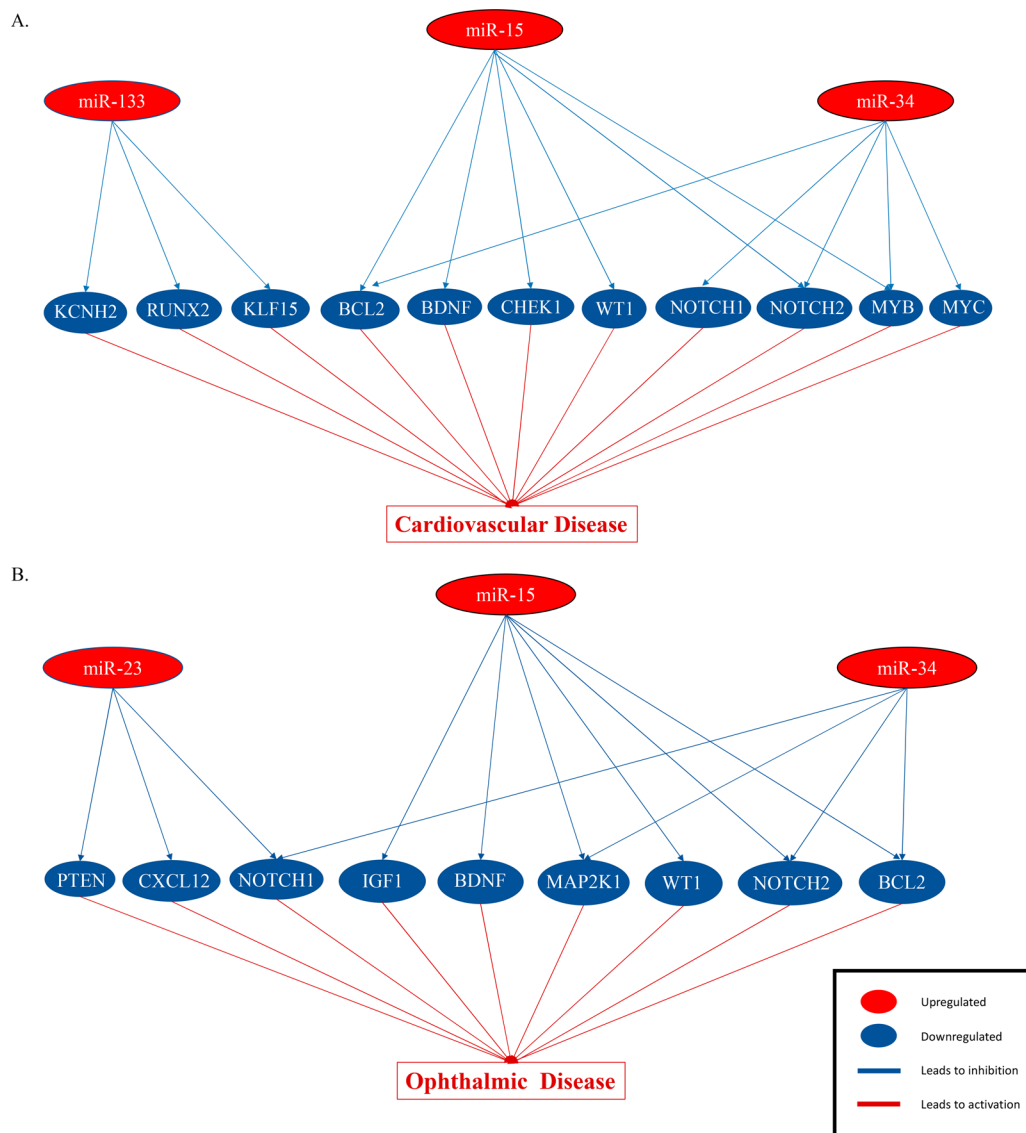 A.
miR-15
miR-133
miR-34
KCNH2
RUNX2
KLF15
BCL2
BDNF
CHEK1
WT1
NOTCH1
NOTCH2
MYB
MYC
Cardiovascular Disease
B.
miR-15
miR-23
miR-34
PTEN
CXCL12
NOTCH1
IGF1
BDNF
MAP2K1
WT1
NOTCH2
BCL2
Ophthalmic Disease
Upregulated
Downregulated
Leads to inhibition
Leads to activation